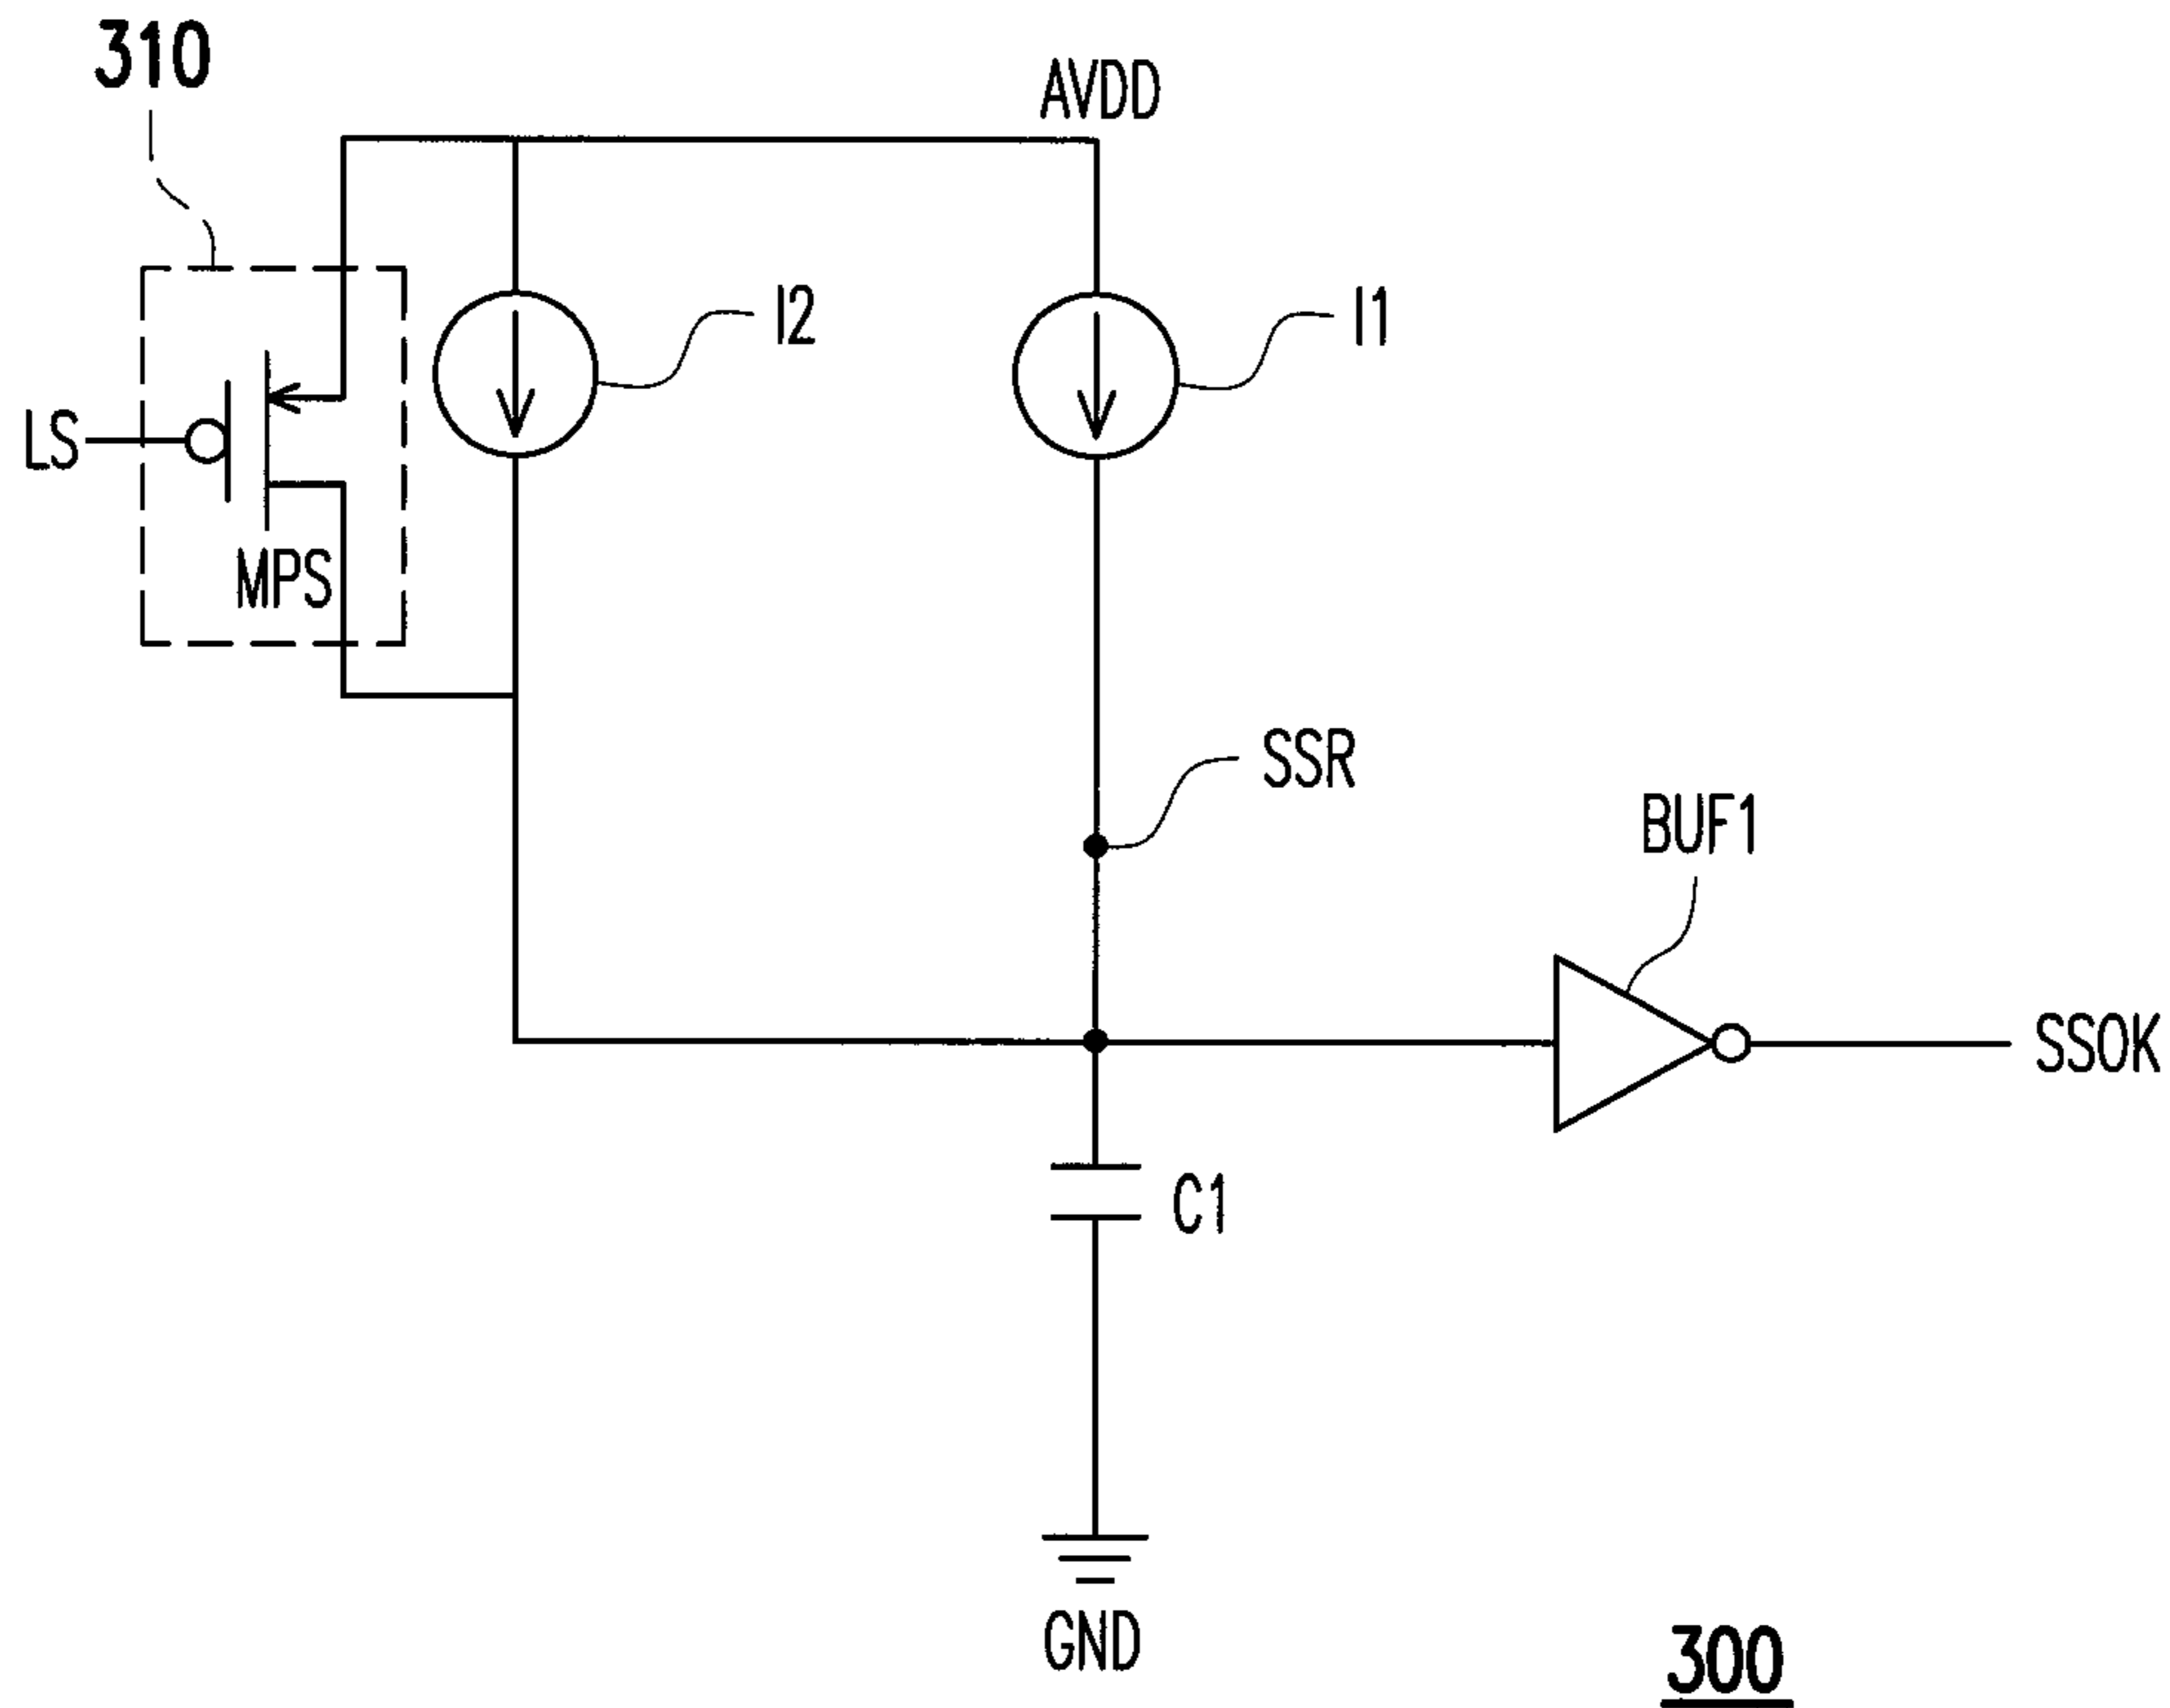 310
AVDD
I2
I1
LS
MPS
SSR
BUF1
SSOK
C1
GND
300